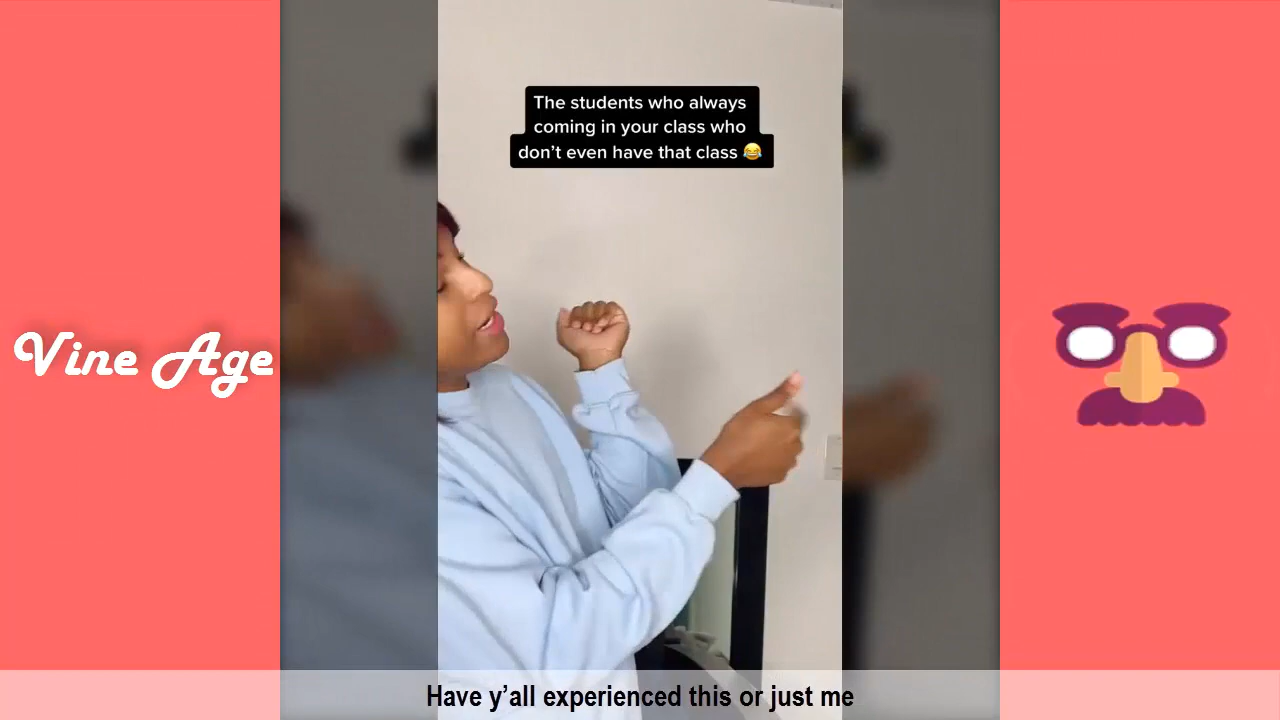 The students who always
coming in your class who
don’t even have that class 😂
Vine Age
Have y’all experienced this or just me